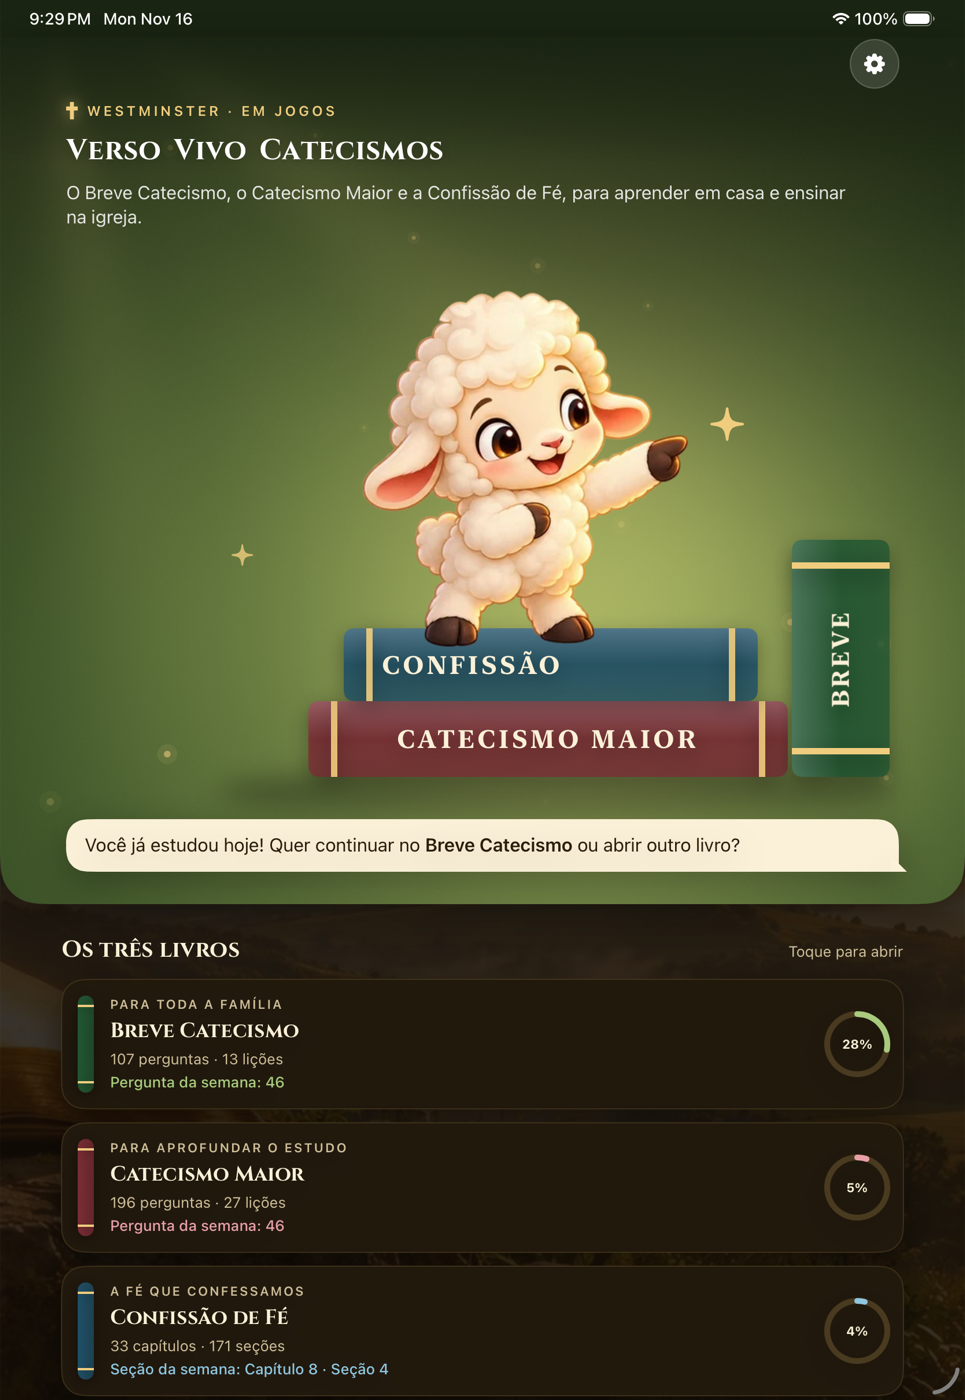 9:29 PM Mon Nov 16
100%
WESTMINSTER · EM JOGOS
Verso Vivo Catecismos
O Breve Catecismo, o Catecismo Maior e a Confissão de Fé, para aprender em casa e ensinar
na igreja.
BREVE
CONFISSÃO
CATECISMO MAIOR
Você já estudou hoje! Quer continuar no Breve Catecismo ou abrir outro livro?
Os três livros
Toque para abrir
PARA TODA A FAMÍLIA
Breve Catecismo
107 perguntas · 13 lições
Pergunta da semana: 46
28%
PARA APROFUNDAR O ESTUDO
Catecismo Maior
196 perguntas · 27 lições
Pergunta da semana: 46
5%
A FÉ QUE CONFESSAMOS
Confissão de Fé
33 capítulos · 171 seções
Seção da semana: Capítulo 8 · Seção 4
4%